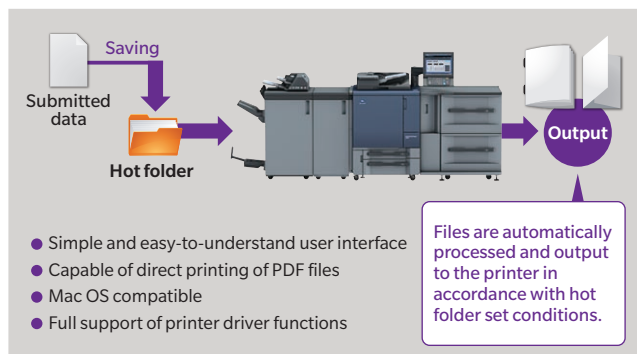 Saving
Submitted
data
Hot folder
Output
● Simple and easy-to-understand user interface
● Capable of direct printing of PDF files
● Mac OS compatible
● Full support of printer driver functions
Files are automatically
processed and output
to the printer in
accordance with hot
folder set conditions.